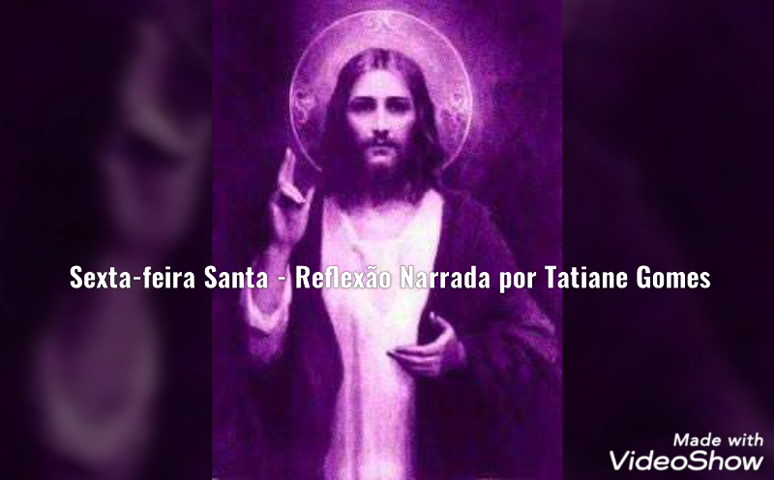 Sexta-feira Santa - Reflexão Narrada por Tatiane Gomes
Made with
VideoShow